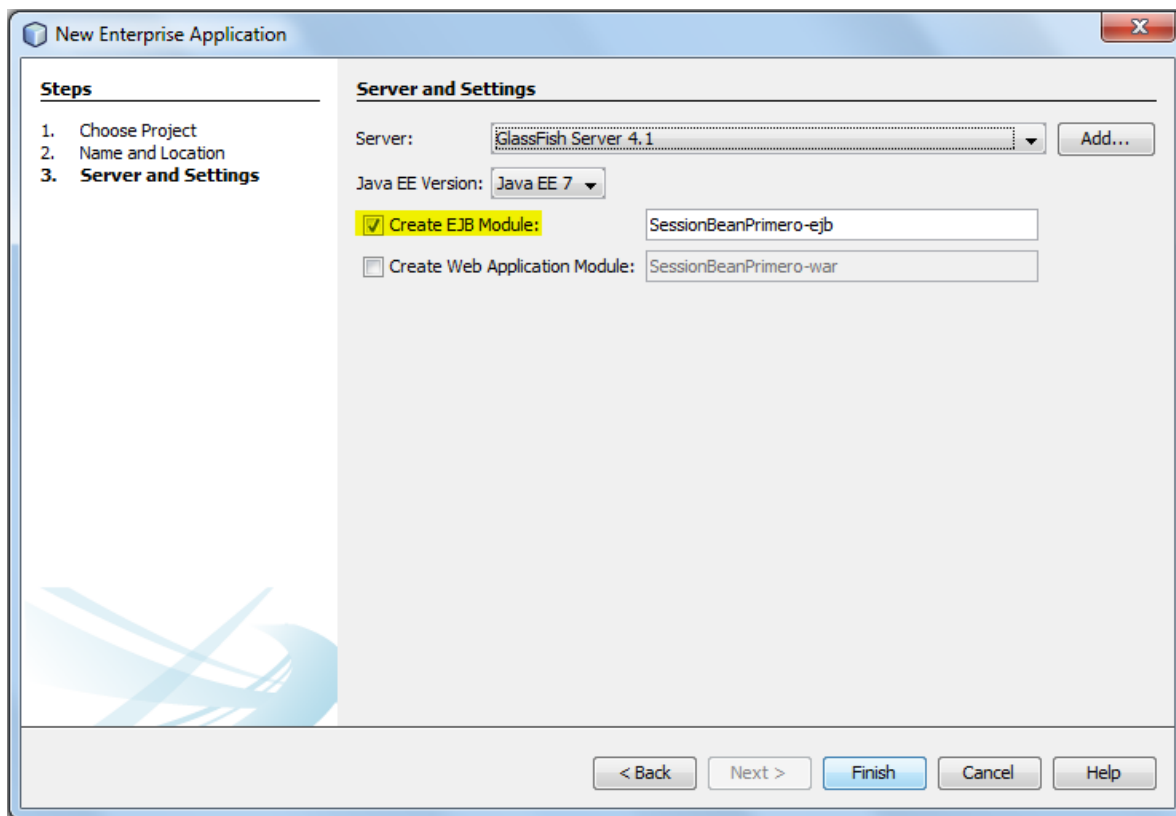 New Enterprise Application
X
Steps
1. Choose Project
2. Name and Location
3. Server and Settings
Server and Settings
Server: GlassFish Server 4.1 Add...
Java EE Version: Java EE 7
Create EJB Module: SessionBeanPrimero-ejb
Create Web Application Module: SessionBeanPrimero-war
< Back Next > Finish Cancel Help